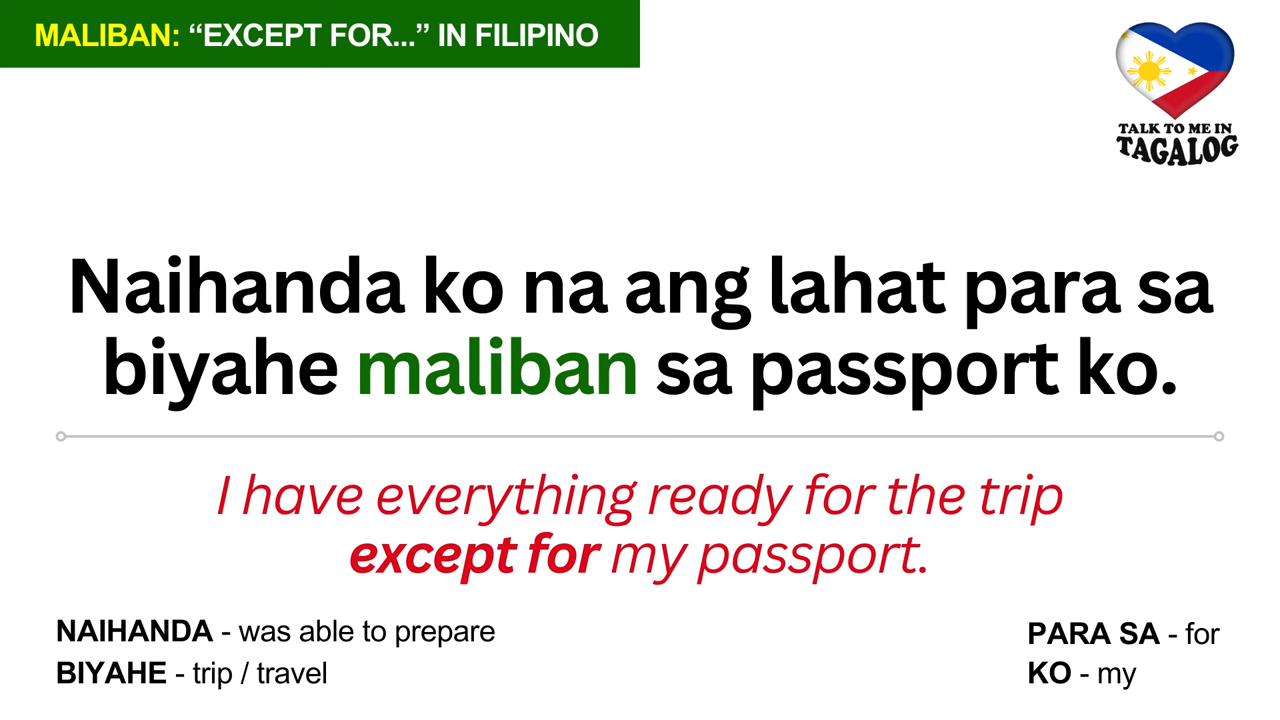 MALIBAN: “EXCEPT FOR...” IN FILIPINO
TALK TO ME IN
TAGALOG
Naihanda ko na ang lahat para sa
biyahe maliban sa passport ko.
I have everything ready for the trip
except for my passport.
NAIHANDA - was able to prepare
BIYAHE - trip / travel
PARA SA - for
KO - my